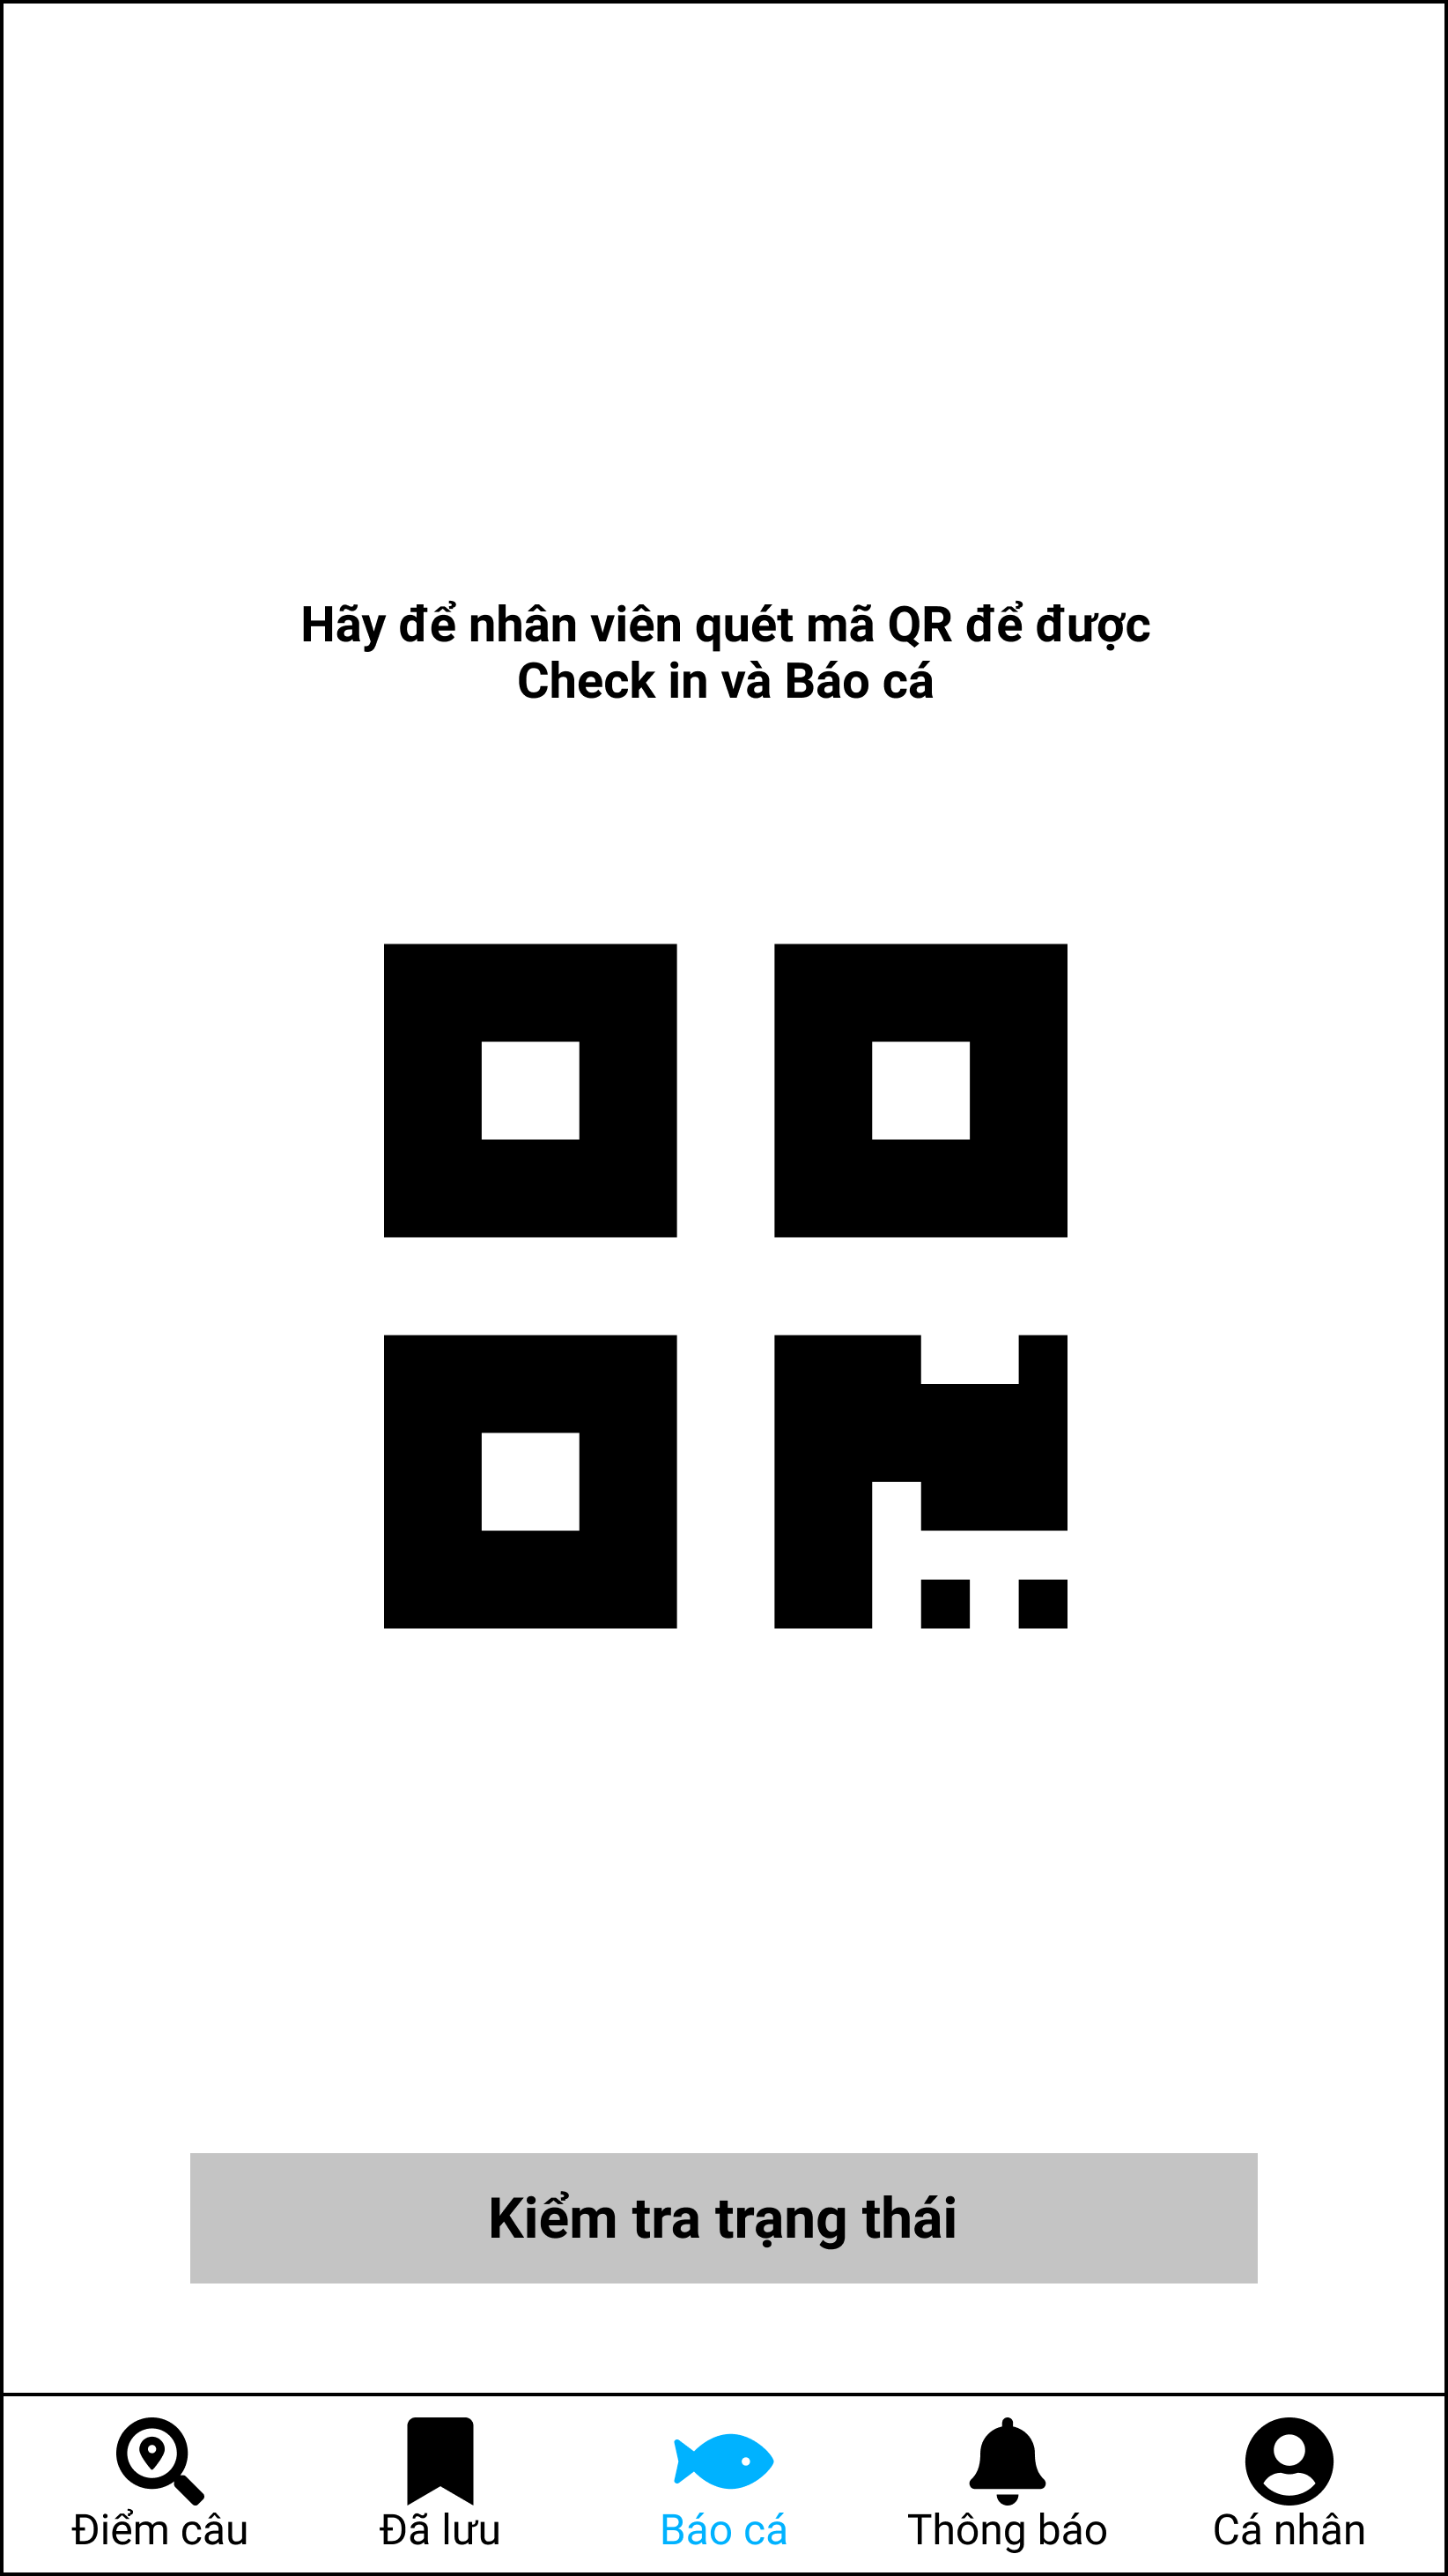 Hãy để nhân viên quét mã QR để được
Check in và Báo cá
Kiểm tra trạng thái
Điểm câu
Đã lưu
Báo cá
Thông báo
Cá nhân